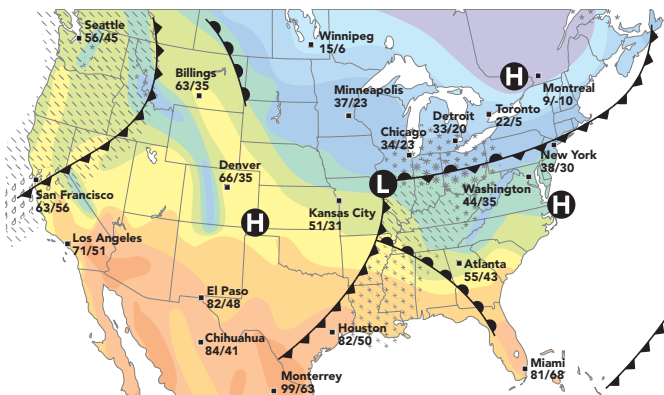 Seattle
56/45
Winnipeg
15/6
Billings
63/35
Minneapolis
37/23
H
Montreal
9/-10
Toronto
22/5
Detroit
33/20
Chicago
34/23
New York
38/30
Denver
66/35
L
Washington
44/35
San Francisco
63/56
Kansas City
51/31
H
H
Los Angeles
71/51
Atlanta
55/43
El Paso
82/48
Chihuahua
84/41
Houston
82/50
Monterrey
99/63
Miami
81/68